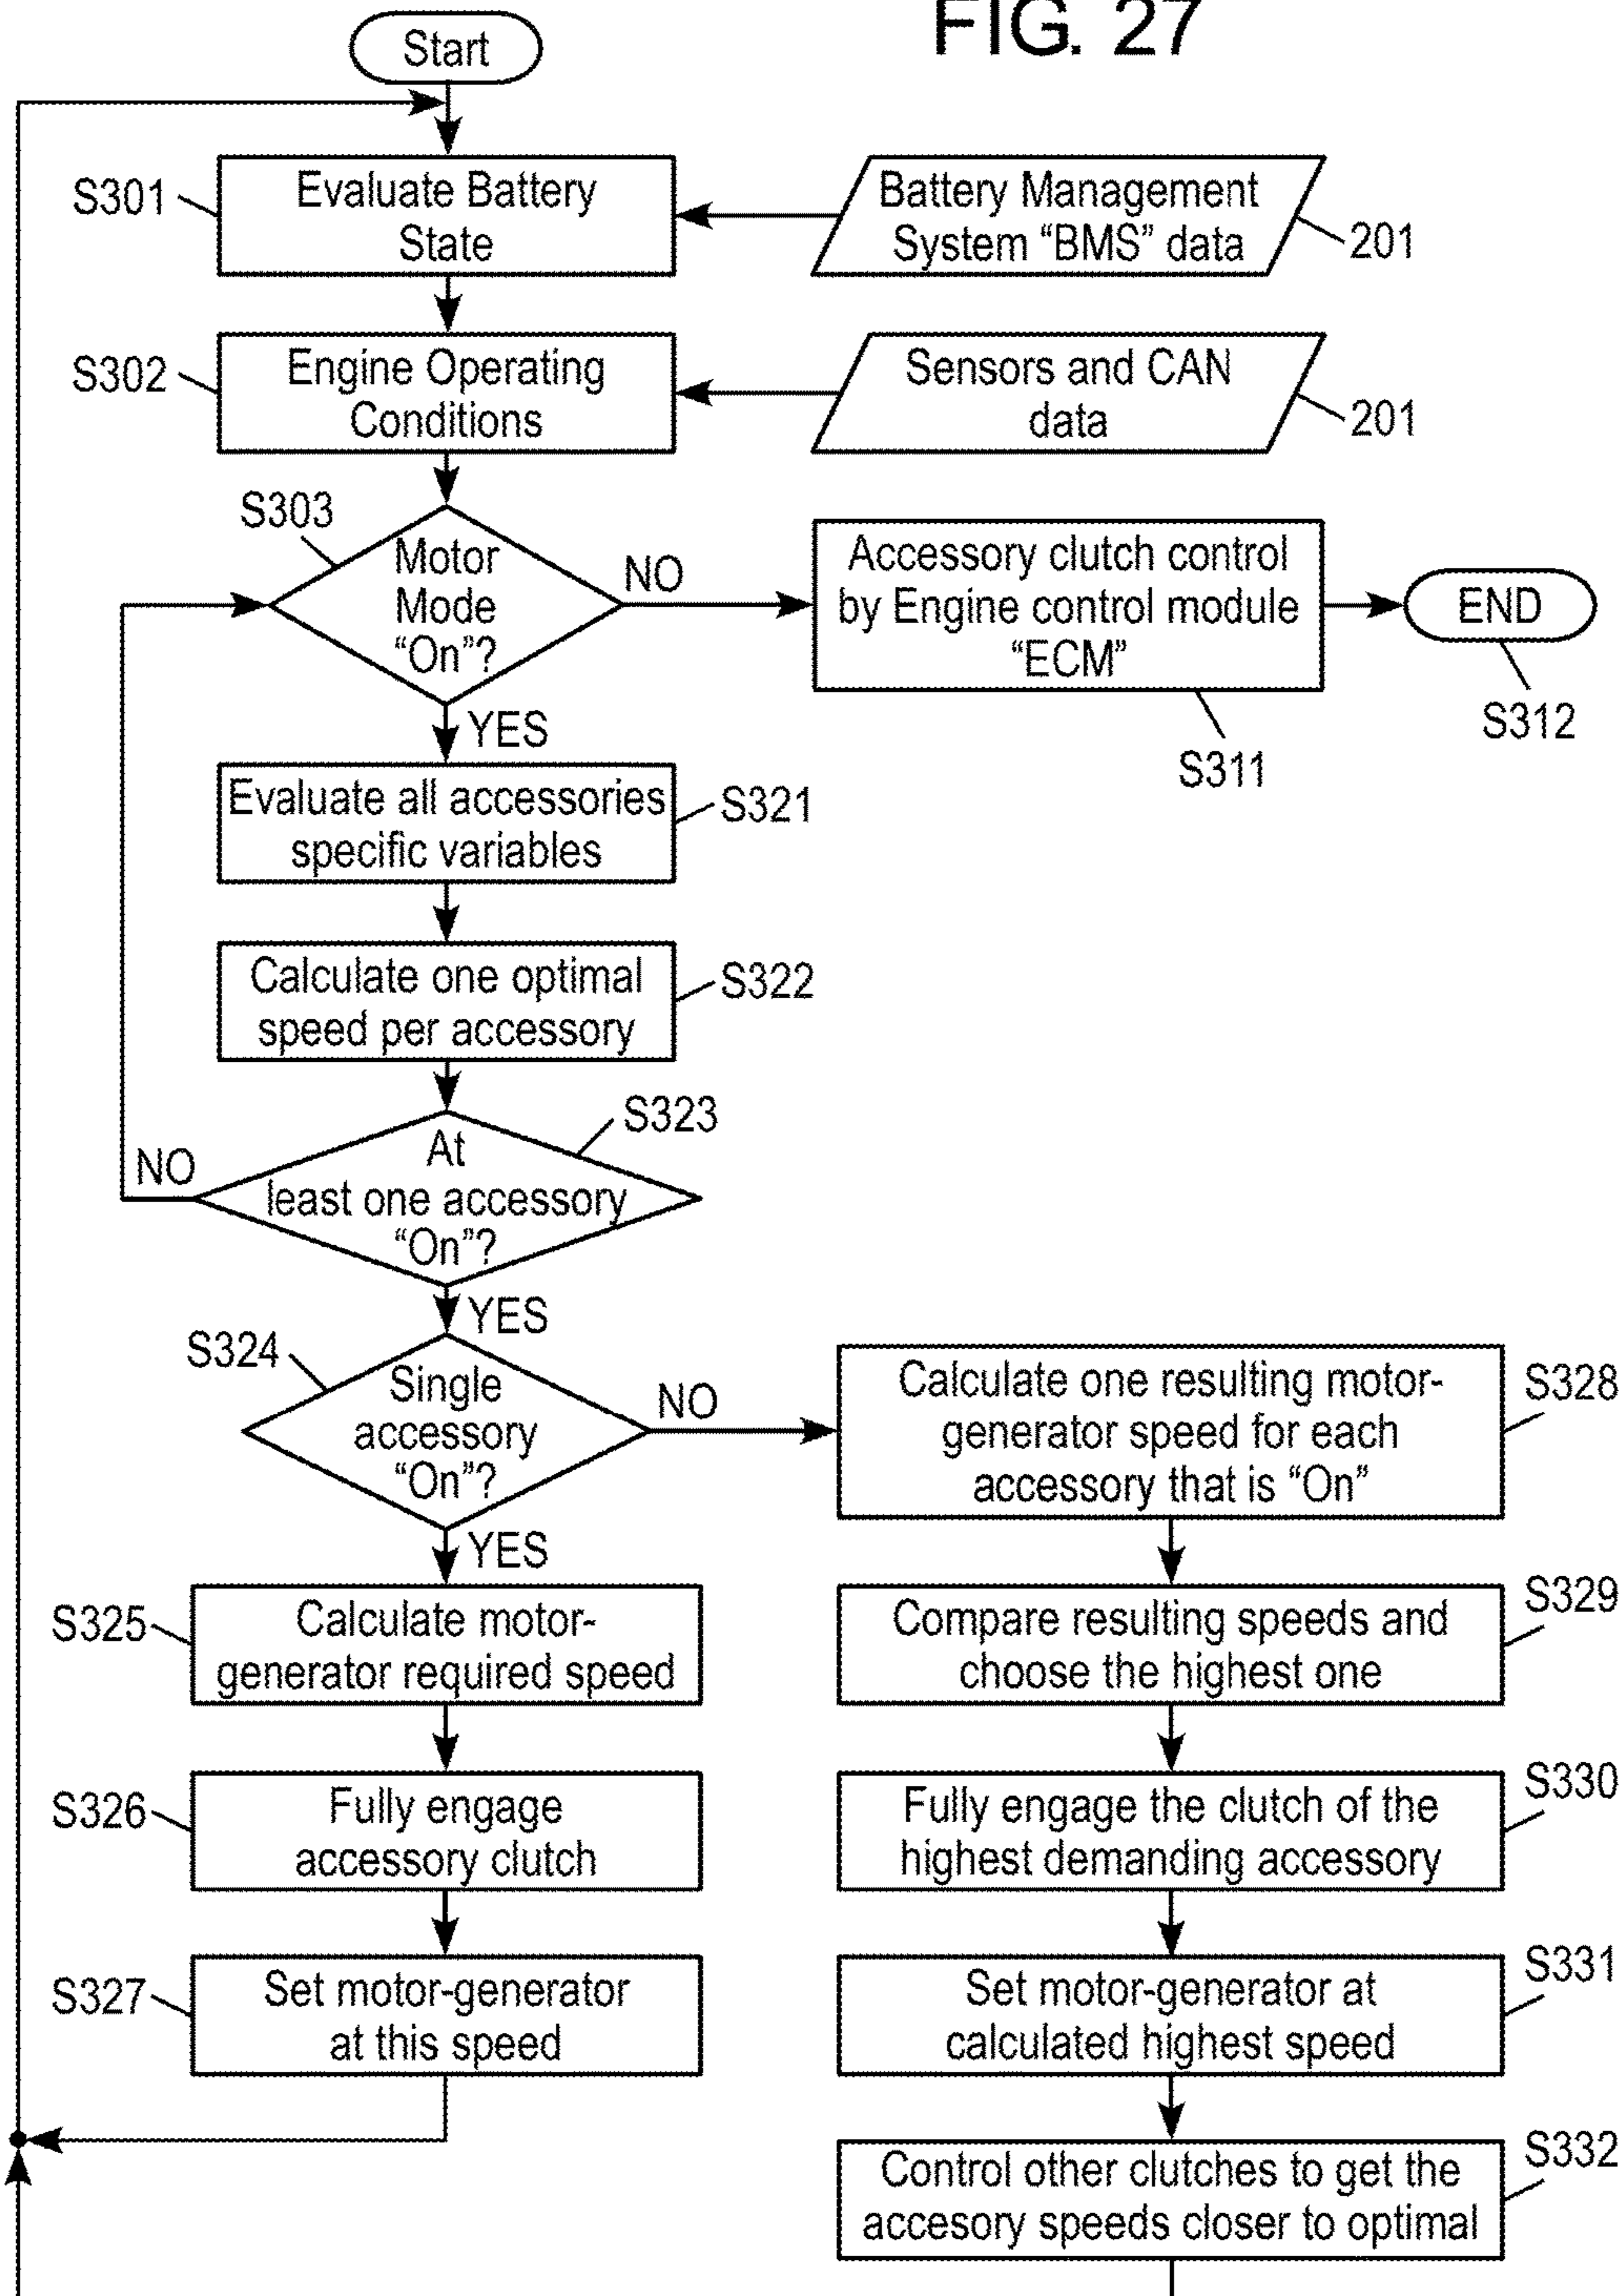 FIG. 27
Start
S301
Evaluate Battery
State
Battery Management
System “BMS” data
201
S302
Engine Operating
Conditions
Sensors and CAN
data
201
S303
Motor
Mode
“On”?
NO
Accessory clutch control
by Engine control module
“ECM”
S311
END
S312
YES
Evaluate all accessories
specific variables
S321
Calculate one optimal
speed per accessory
S322
At
least one accessory
“On”?
S323
NO
YES
S324
Single
accessory
“On”?
NO
YES
Calculate one resulting motor-
generator speed for each
accessory that is “On”
S328
S325
Calculate motor-
generator required speed
Compare resulting speeds and
choose the highest one
S329
S326
Fully engage
accessory clutch
Fully engage the clutch of the
highest demanding accessory
S330
S327
Set motor-generator
at this speed
Set motor-generator at
calculated highest speed
S331
Control other clutches to get the
accesory speeds closer to optimal
S332